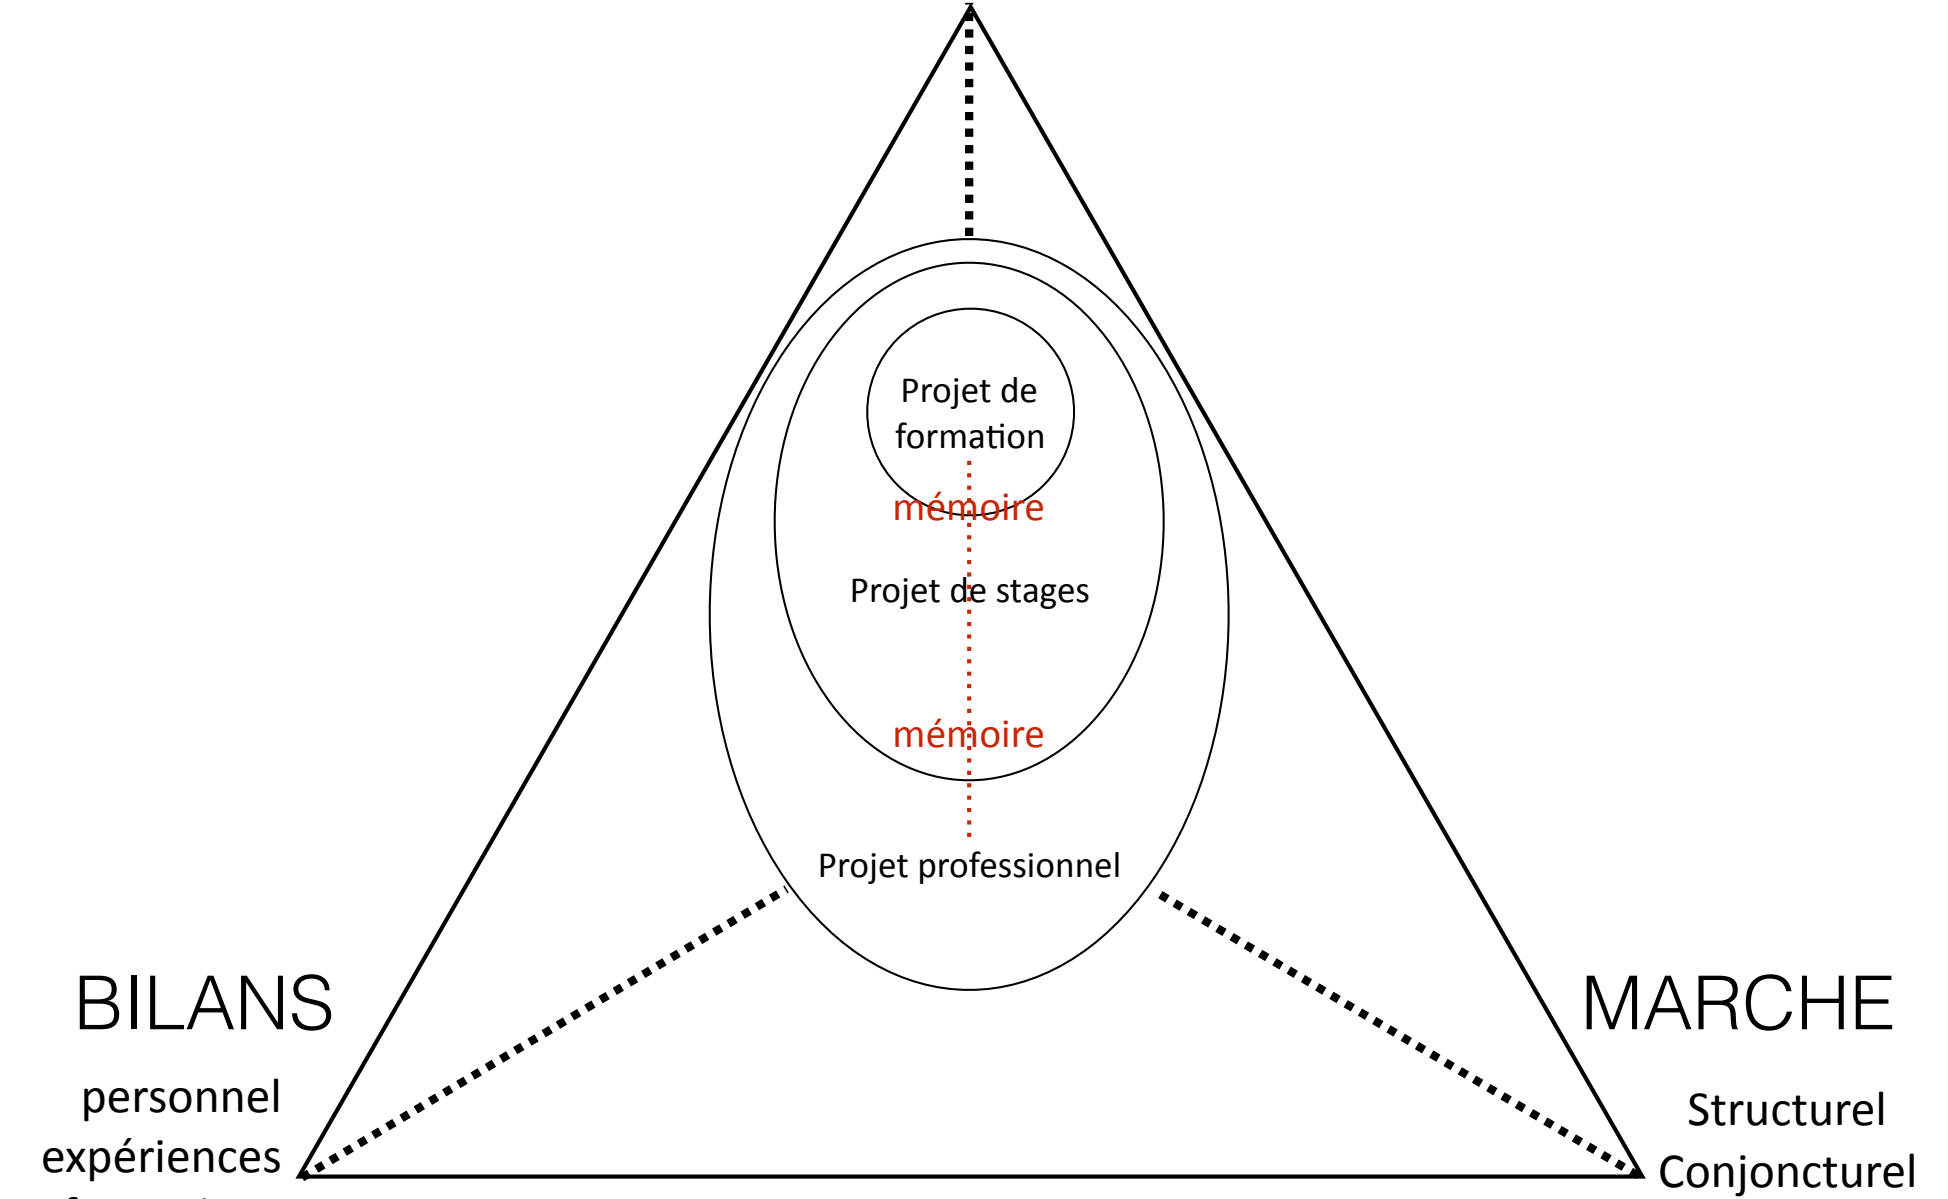 Projet de
formation
mémoire
Projet de stages
mémoire
Projet professionnel
BILANS
personnel
expériences
MARCHE
Structurel
Conjoncturel